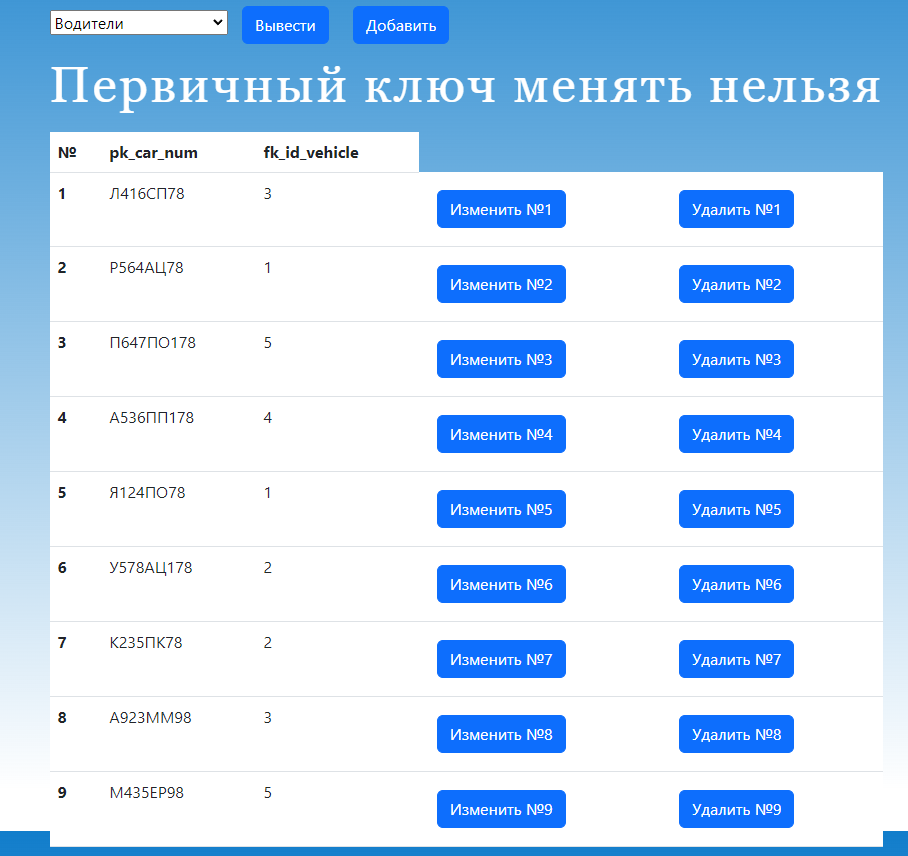 Водители Вывести Добавить
Первичный ключ менять нельзя
№ pk_car_num fk_id_vehicle
1 Л416СП78 3 Изменить №1 Удалить №1
2 Р564АЦ78 1 Изменить №2 Удалить №2
3 П647ПО178 5 Изменить №3 Удалить №3
4 А536ПП178 4 Изменить №4 Удалить №4
5 Я124ПО78 1 Изменить №5 Удалить №5
6 У578АЦ178 2 Изменить №6 Удалить №6
7 К235ПК78 2 Изменить №7 Удалить №7
8 А923ММ98 3 Изменить №8 Удалить №8
9 М435ЕР98 5 Изменить №9 Удалить №9